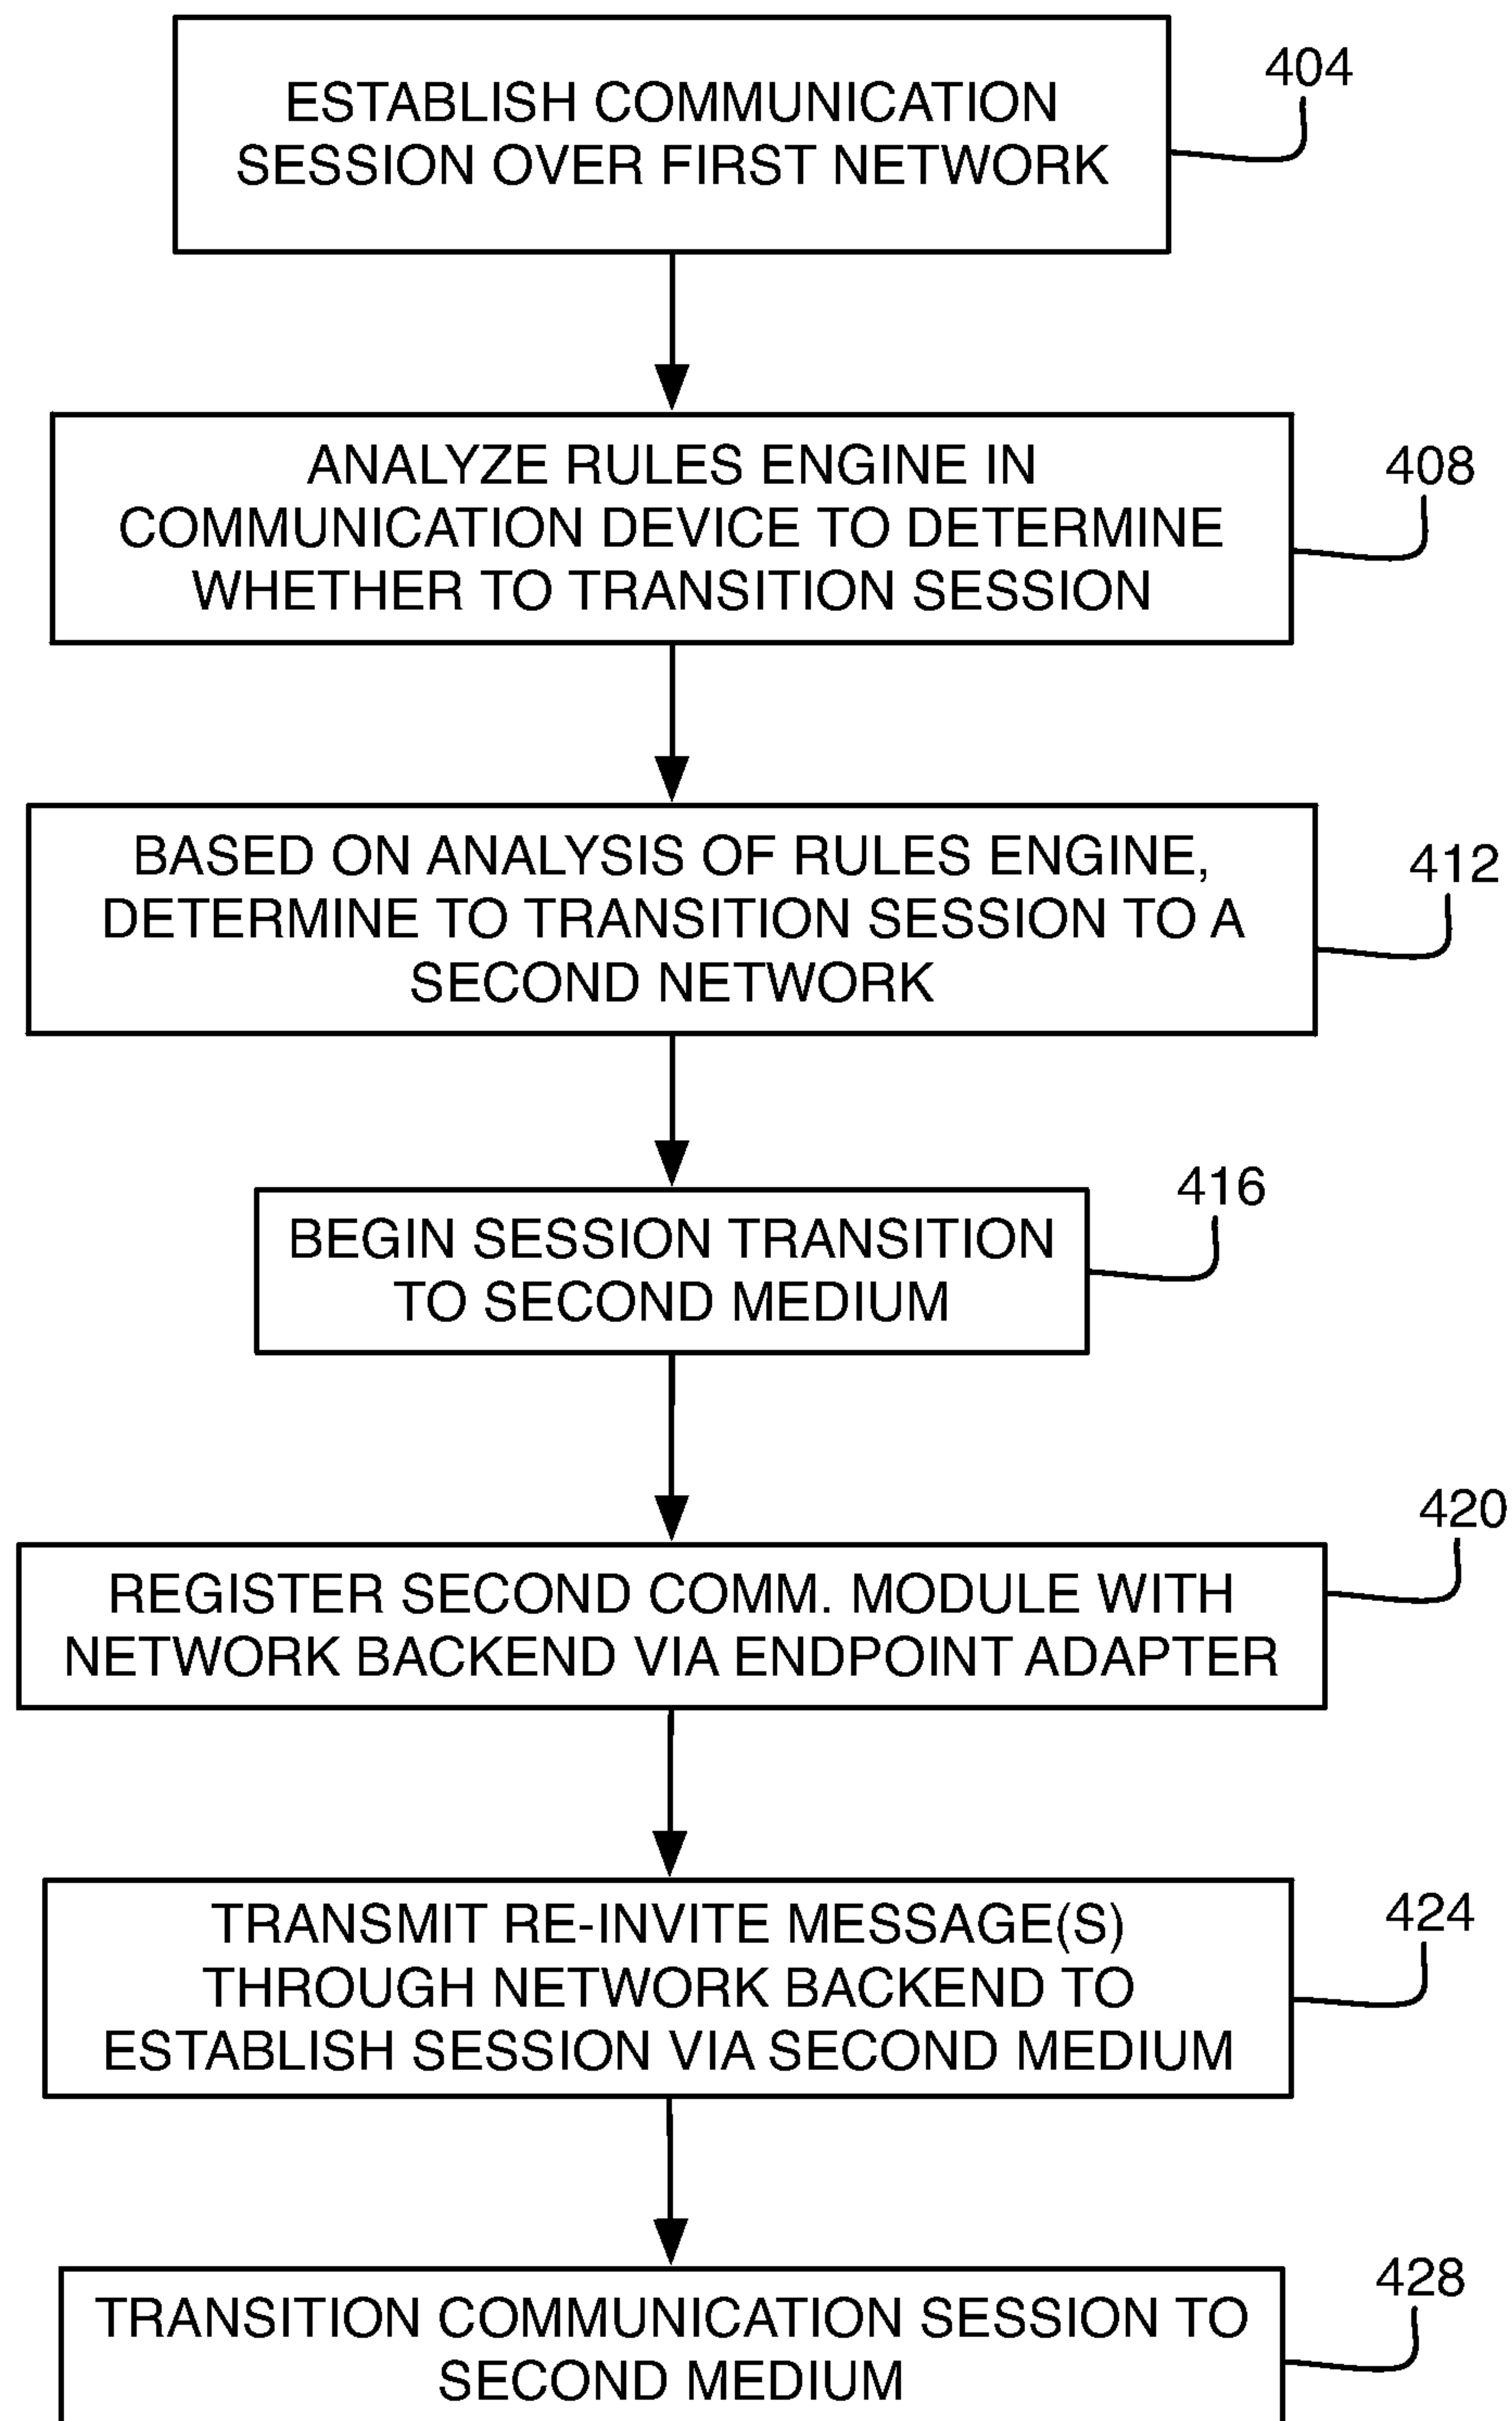 ESTABLISH COMMUNICATION
SESSION OVER FIRST NETWORK
404
ANALYZE RULES ENGINE IN
COMMUNICATION DEVICE TO DETERMINE
WHETHER TO TRANSITION SESSION
408
BASED ON ANALYSIS OF RULES ENGINE,
DETERMINE TO TRANSITION SESSION TO A
SECOND NETWORK
412
BEGIN SESSION TRANSITION
TO SECOND MEDIUM
416
REGISTER SECOND COMM. MODULE WITH
NETWORK BACKEND VIA ENDPOINT ADAPTER
420
TRANSMIT RE-INVITE MESSAGE(S)
THROUGH NETWORK BACKEND TO
ESTABLISH SESSION VIA SECOND MEDIUM
424
TRANSITION COMMUNICATION SESSION TO
SECOND MEDIUM
428